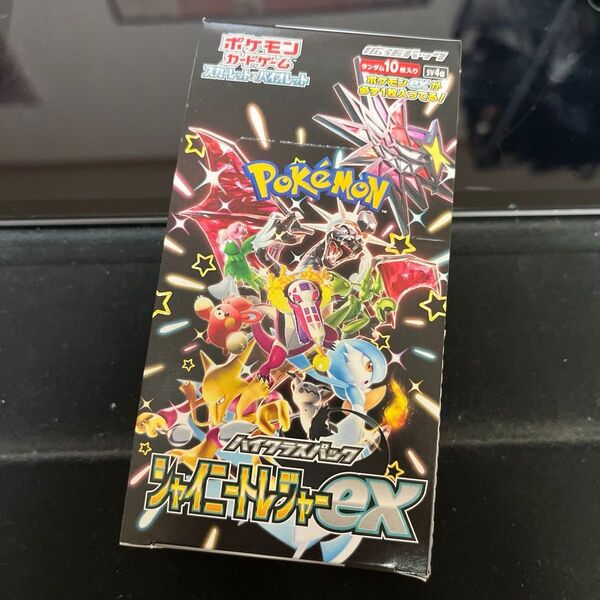 ポケモン
カードゲーム
スカーレット&バイオレット
拡張パック
ランダム10枚入り
sv4a
ポケモンexが
必ず1枚入ってる!
POKéMON
ハイクラスパック
シャイニートレジャーex